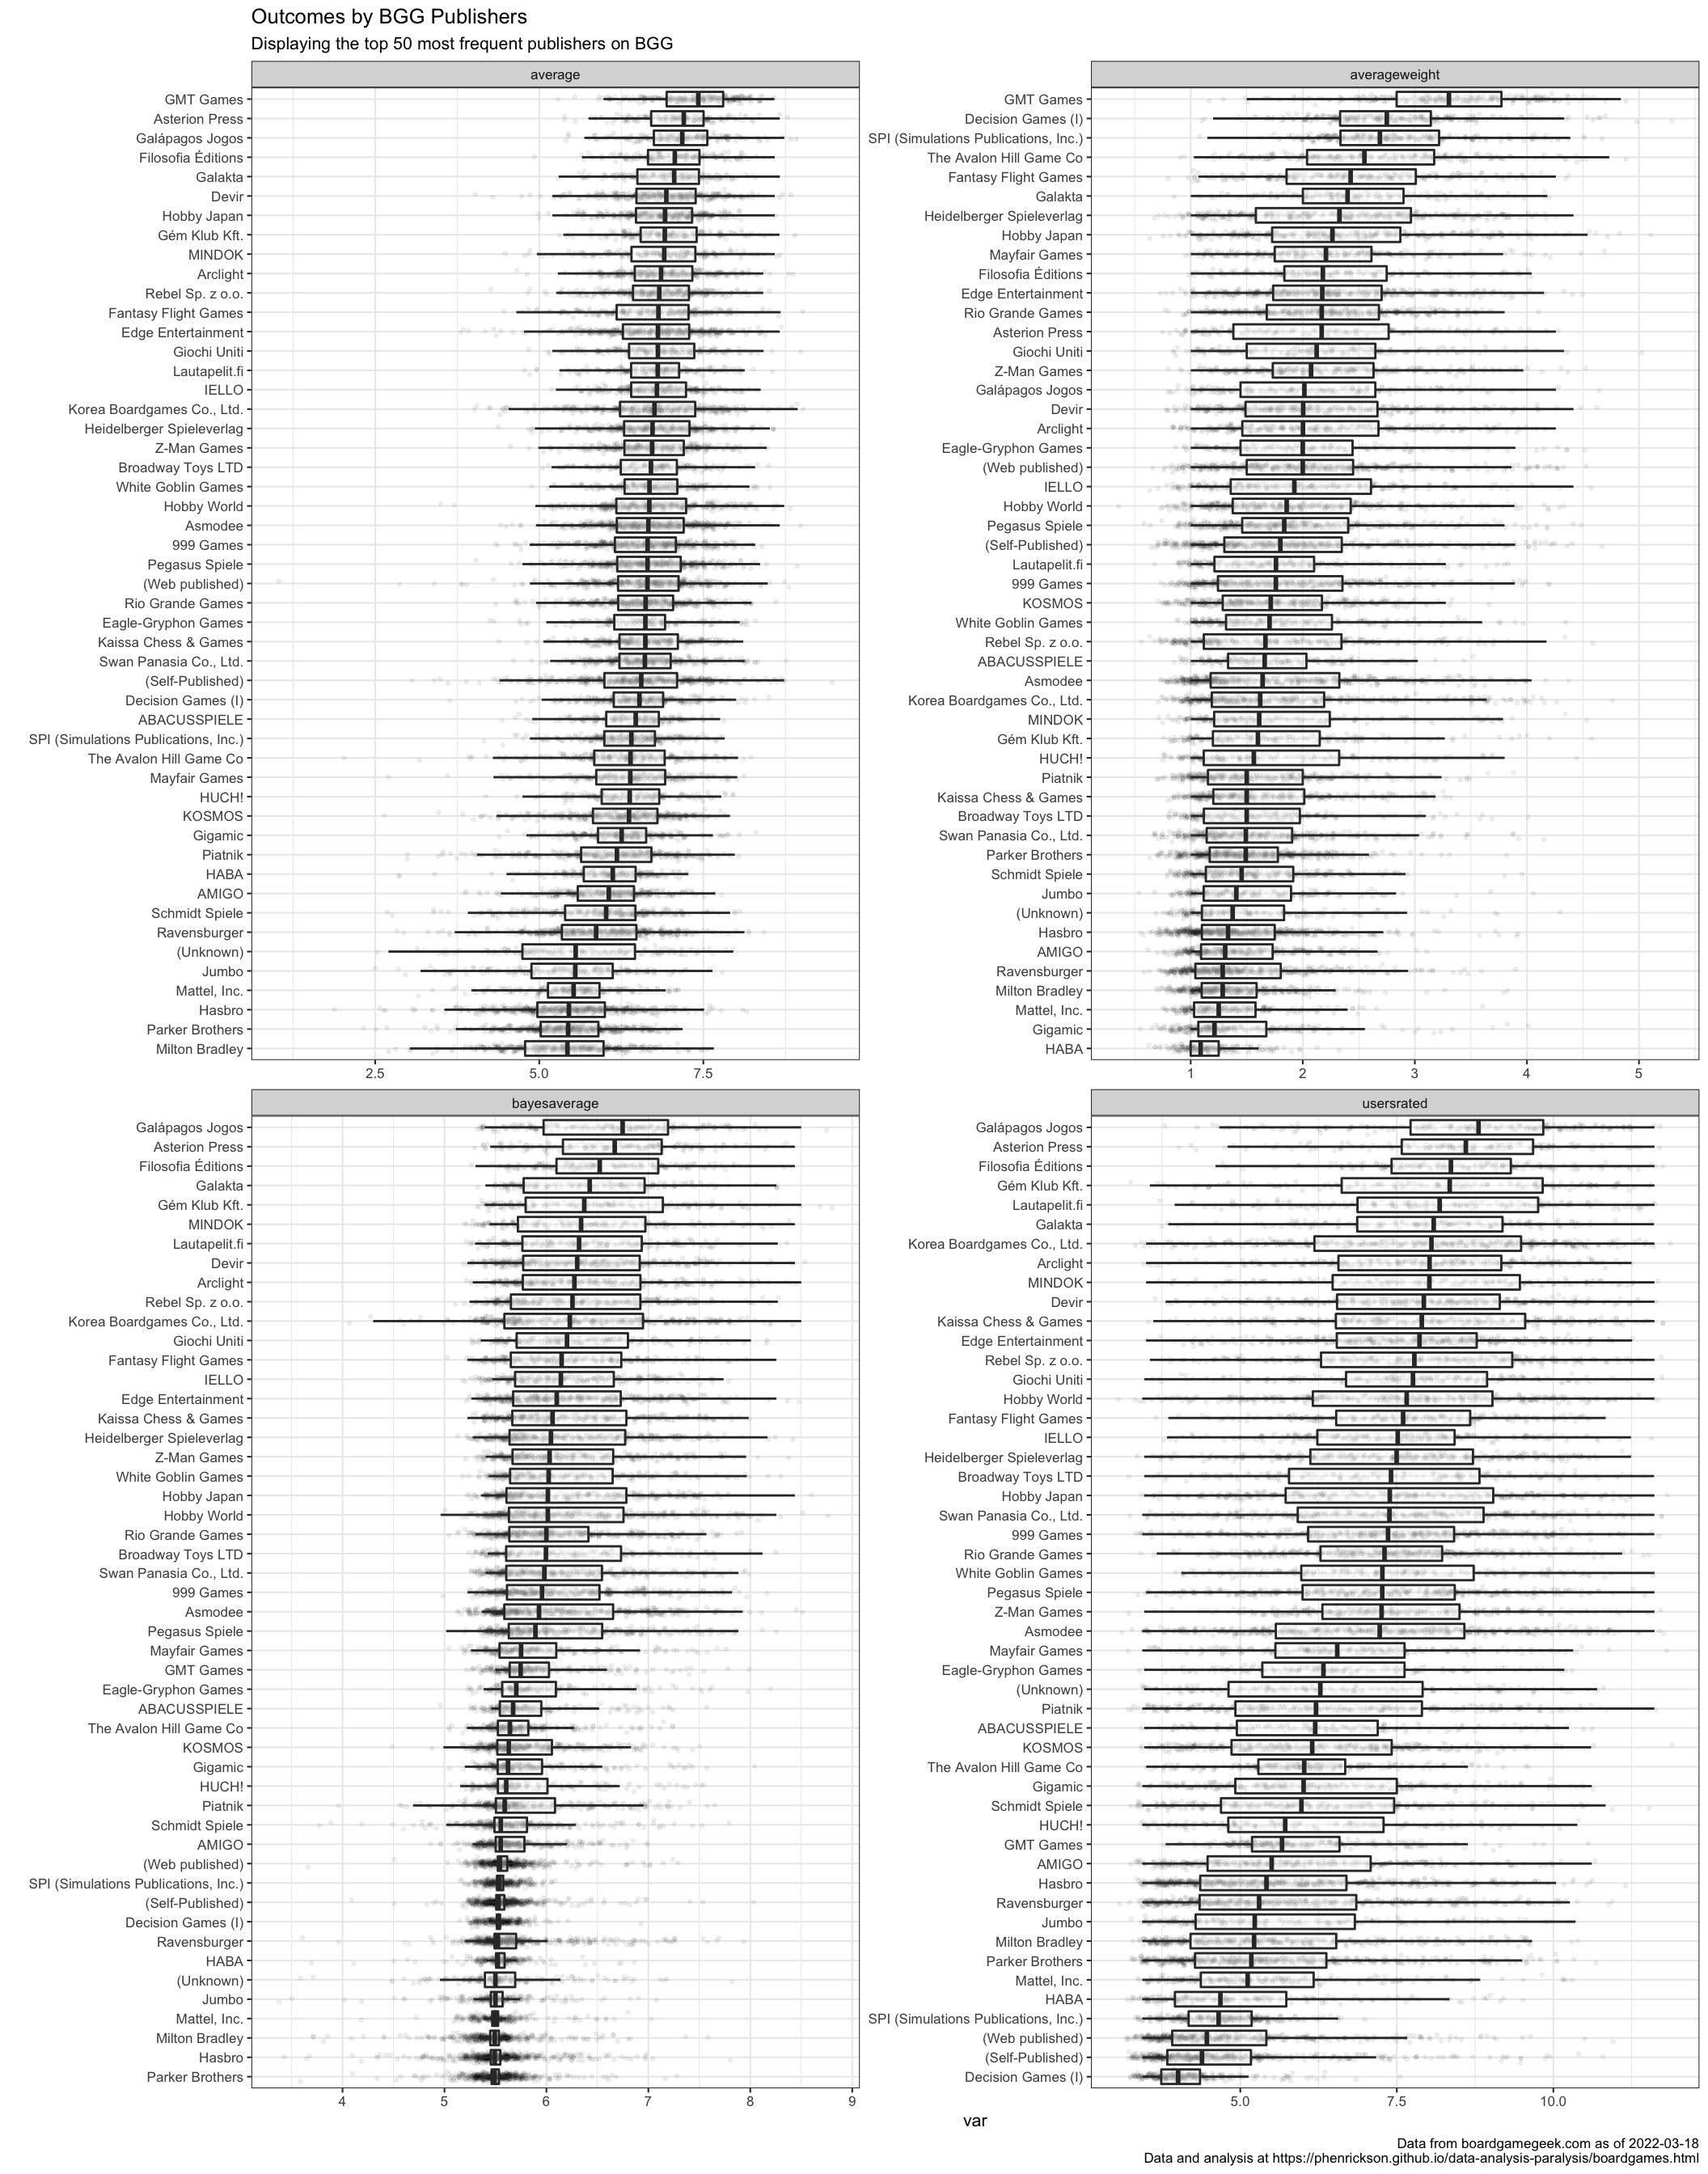 Outcomes by BGG Publishers
Displaying the top 50 most frequent publishers on BGG
average
GMT Games
Asterion Press
Galápagos Jogos
Filosofia Éditions
Galakta
Devir
Hobby Japan
Gém Klub Kft.
MINDOK
Arclight
Rebel Sp. z o.o.
Fantasy Flight Games
Edge Entertainment
Giochi Uniti
Lautapelit.fi
IELLO
Korea Boardgames Co., Ltd.
Heidelberger Spieleverlag
Z-Man Games
Broadway Toys LTD
White Goblin Games
Hobby World
Asmodee
999 Games
Pegasus Spiele
(Web published)
Rio Grande Games
Eagle-Gryphon Games
Kaissa Chess & Games
Swan Panasia Co., Ltd.
(Self-Published)
Decision Games (I)
ABACUSSPIELE
SPI (Simulations Publications, Inc.)
The Avalon Hill Game Co
Mayfair Games
HUCH!
KOSMOS
Gigamic
Piatnik
HABA
AMIGO
Schmidt Spiele
Ravensburger
(Unknown)
Jumbo
Mattel, Inc.
Hasbro
Parker Brothers
Milton Bradley
2.5 5.0 7.5
averageweight
GMT Games
Decision Games (I)
SPI (Simulations Publications, Inc.)
The Avalon Hill Game Co
Fantasy Flight Games
Galakta
Heidelberger Spieleverlag
Hobby Japan
Mayfair Games
Filosofia Éditions
Edge Entertainment
Rio Grande Games
Asterion Press
Giochi Uniti
Z-Man Games
Galápagos Jogos
Devir
Arclight
Eagle-Gryphon Games
(Web published)
IELLO
Hobby World
Pegasus Spiele
(Self-Published)
Lautapelit.fi
999 Games
KOSMOS
White Goblin Games
Rebel Sp. z o.o.
ABACUSSPIELE
Asmodee
Korea Boardgames Co., Ltd.
MINDOK
Gém Klub Kft.
HUCH!
Piatnik
Kaissa Chess & Games
Broadway Toys LTD
Swan Panasia Co., Ltd.
Parker Brothers
Schmidt Spiele
Jumbo
(Unknown)
Hasbro
AMIGO
Ravensburger
Milton Bradley
Mattel, Inc.
Gigamic
HABA
1 2 3 4 5
bayesaverage
Galápagos Jogos
Asterion Press
Filosofia Éditions
Galakta
Gém Klub Kft.
MINDOK
Lautapelit.fi
Devir
Arclight
Rebel Sp. z o.o.
Korea Boardgames Co., Ltd.
Giochi Uniti
Fantasy Flight Games
IELLO
Edge Entertainment
Kaissa Chess & Games
Heidelberger Spieleverlag
Z-Man Games
White Goblin Games
Hobby Japan
Hobby World
Rio Grande Games
Broadway Toys LTD
Swan Panasia Co., Ltd.
999 Games
Asmodee
Pegasus Spiele
Mayfair Games
GMT Games
Eagle-Gryphon Games
ABACUSSPIELE
The Avalon Hill Game Co
KOSMOS
Gigamic
HUCH!
Piatnik
Schmidt Spiele
AMIGO
(Web published)
SPI (Simulations Publications, Inc.)
(Self-Published)
Decision Games (I)
Ravensburger
HABA
(Unknown)
Jumbo
Mattel, Inc.
Milton Bradley
Hasbro
Parker Brothers
4 5 6 7 8 9
usersrated
Galápagos Jogos
Asterion Press
Filosofia Éditions
Gém Klub Kft.
Lautapelit.fi
Galakta
Korea Boardgames Co., Ltd.
Arclight
MINDOK
Devir
Kaissa Chess & Games
Edge Entertainment
Rebel Sp. z o.o.
Giochi Uniti
Hobby World
Fantasy Flight Games
IELLO
Heidelberger Spieleverlag
Broadway Toys LTD
Hobby Japan
Swan Panasia Co., Ltd.
999 Games
Rio Grande Games
White Goblin Games
Pegasus Spiele
Z-Man Games
Asmodee
Mayfair Games
Eagle-Gryphon Games
(Unknown)
Piatnik
ABACUSSPIELE
KOSMOS
The Avalon Hill Game Co
Gigamic
Schmidt Spiele
HUCH!
GMT Games
AMIGO
Hasbro
Ravensburger
Jumbo
Milton Bradley
Parker Brothers
Mattel, Inc.
HABA
SPI (Simulations Publications, Inc.)
(Web published)
(Self-Published)
Decision Games (I)
5.0 7.5 10.0
var
Data from boardgamegeek.com as of 2022-03-18
Data and analysis at https://phenrickson.github.io/data-analysis-paralysis/boardgames.html